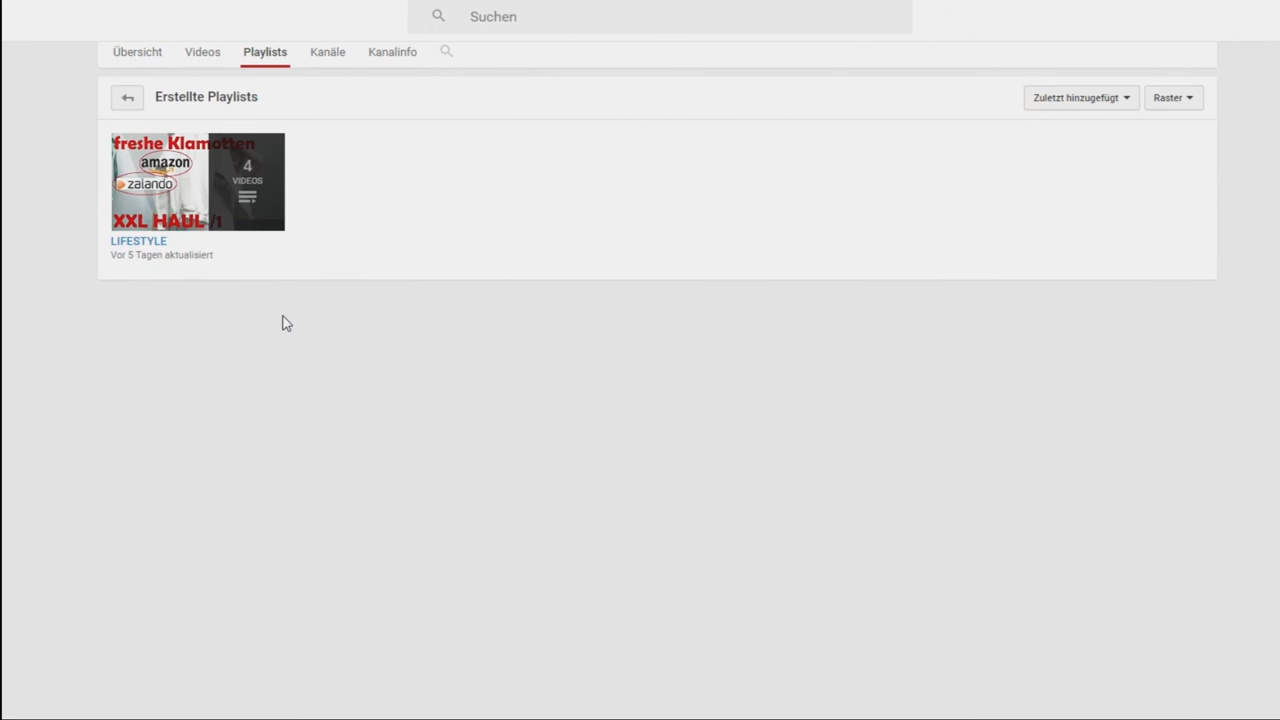 Suchen
Übersicht Videos Playlists Kanäle Kanalinfo
Erstellte Playlists Zuletzt hinzugefügt Raster
freshe Klamotten
amazon
zalando
4
VIDEOS
XXL HAUL /1
LIFESTYLE
Vor 5 Tagen aktualisiert